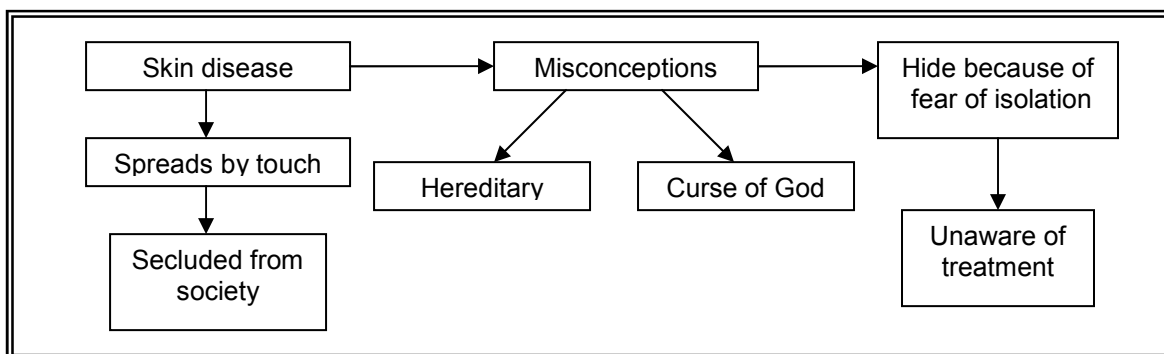 Skin disease
Misconceptions
Hide because of
fear of isolation
Spreads by touch
Hereditary
Curse of God
Secluded from
society
Unaware of
treatment